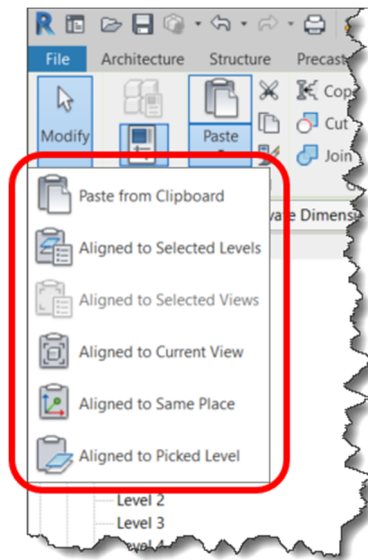 File Architecture Structure Precast
Modify Paste Cope
Cut
Join
Paste from Clipboard
Aligned to Selected Levels
Aligned to Selected Views
Aligned to Current View
Aligned to Same Place
Aligned to Picked Level
Level 2
Level 3